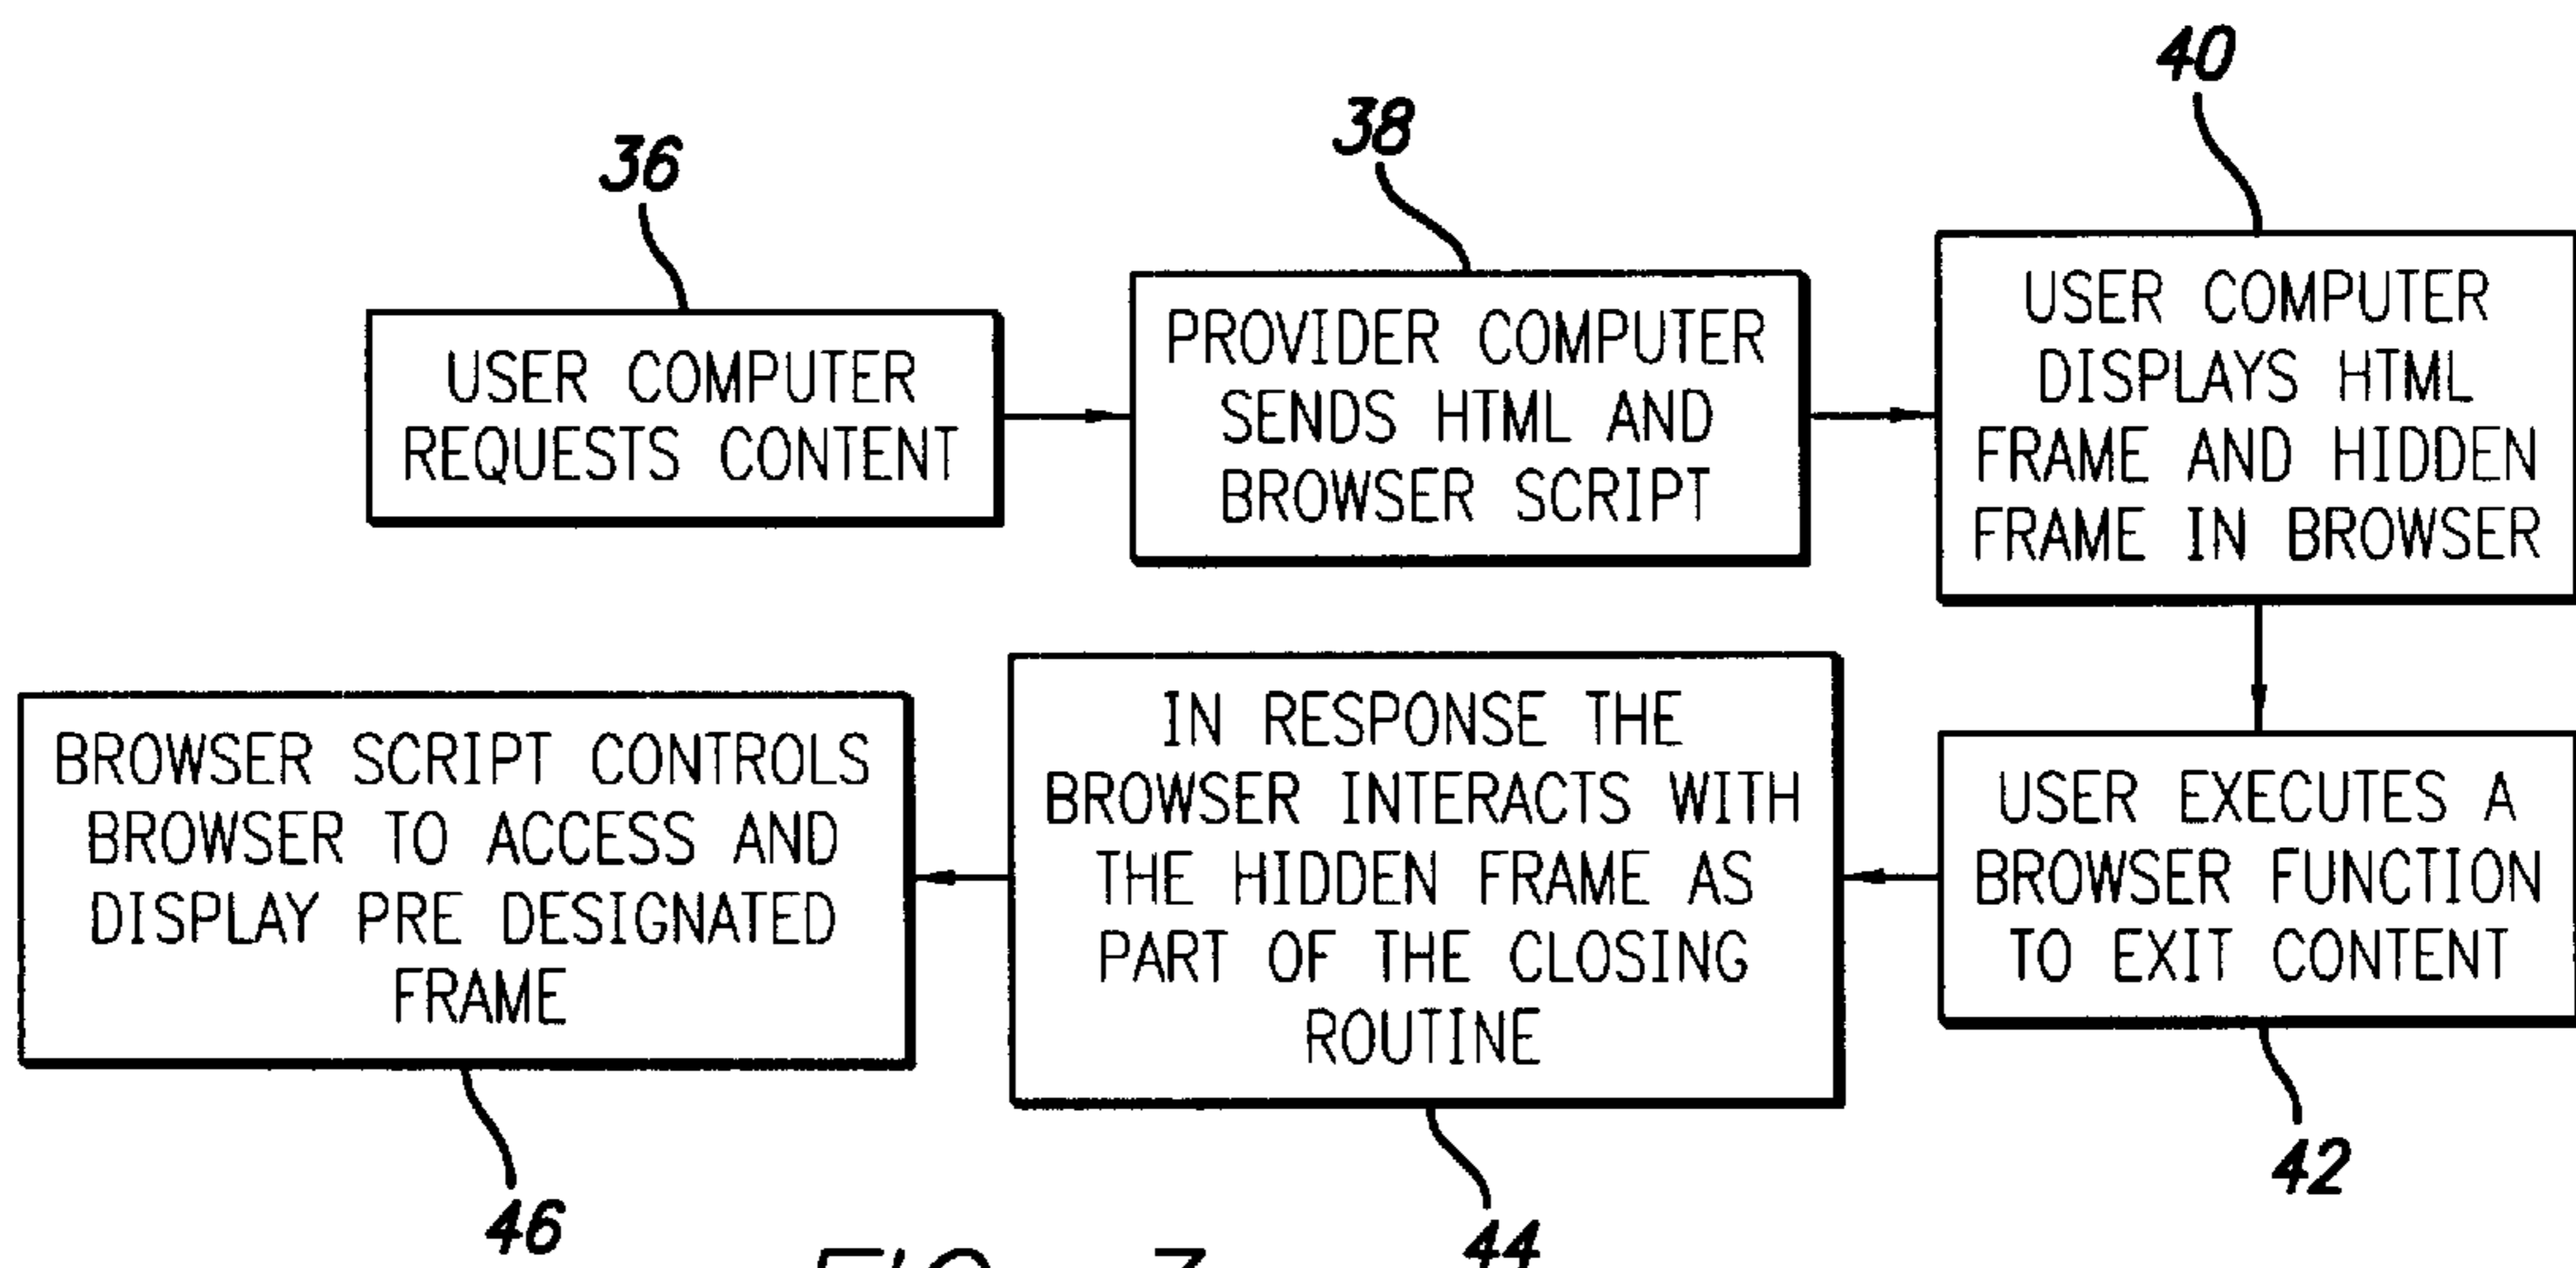 36
USER COMPUTER
REQUESTS CONTENT
38
PROVIDER COMPUTER
SENDS HTML AND
BROWSER SCRIPT
40
USER COMPUTER
DISPLAYS HTML
FRAME AND HIDDEN
FRAME IN BROWSER
USER EXECUTES A
BROWSER FUNCTION
TO EXIT CONTENT
42
IN RESPONSE THE
BROWSER INTERACTS WITH
THE HIDDEN FRAME AS
PART OF THE CLOSING
ROUTINE
44
BROWSER SCRIPT CONTROLS
BROWSER TO ACCESS AND
DISPLAY PRE DESIGNATED
FRAME
46